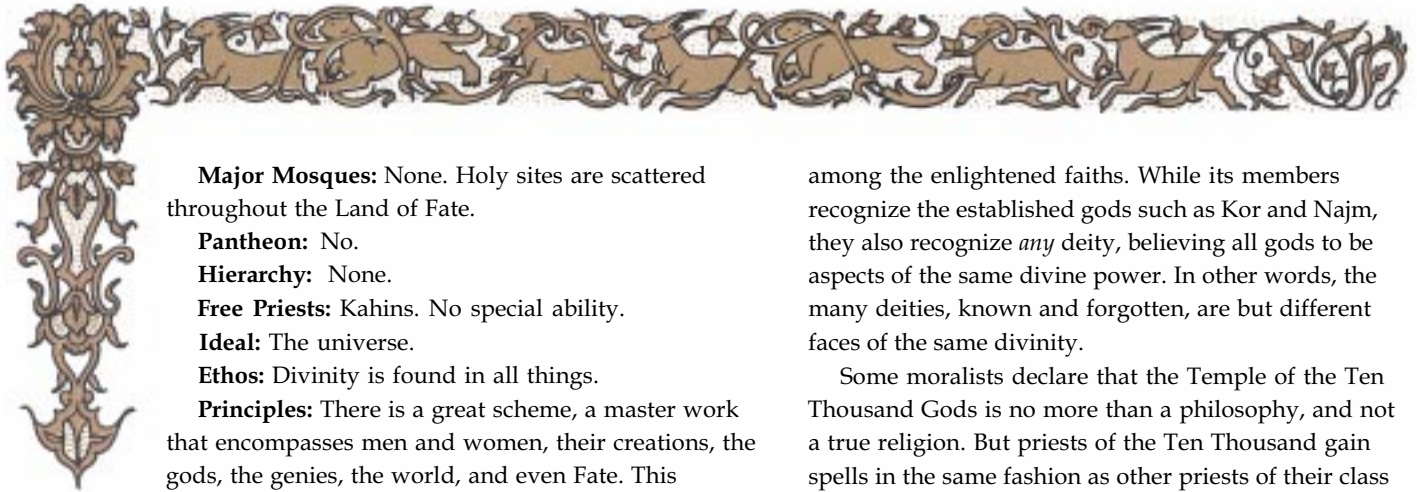 Major Mosques: None. Holy sites are scattered
throughout the Land of Fate.
Pantheon: No.
Hierarchy: None.
Free Priests: Kahins. No special ability.
Ideal: The universe.
Ethos: Divinity is found in all things.
Principles: There is a great scheme, a master work
that encompasses men and women, their creations, the
gods, the genies, the world, and even Fate. This
among the enlightened faiths. While its members
recognize the established gods such as Kor and Najm,
they also recognize any deity, believing all gods to be
aspects of the same divine power. In other words, the
many deities, known and forgotten, are but different
faces of the same divinity.
Some moralists declare that the Temple of the Ten
Thousand Gods is no more than a philosophy, and not
a true religion. But priests of the Ten Thousand gain
spells in the same fashion as other priests of their class